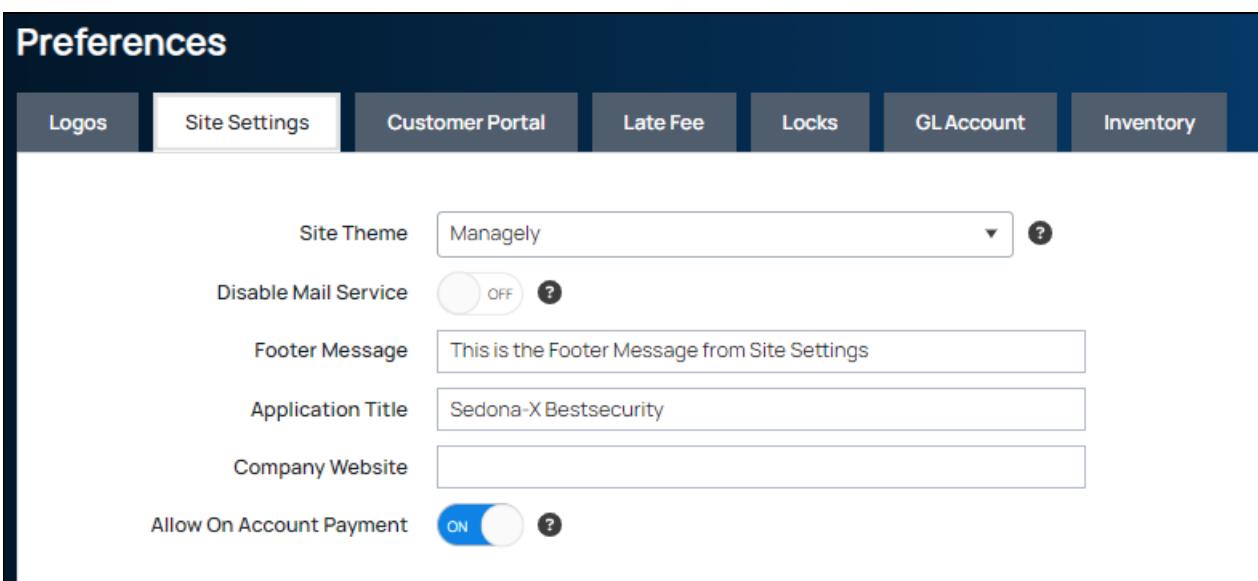 Preferences
Logos Site Settings Customer Portal Late Fee Locks GL Account Inventory
Site Theme Managely ?
Disable Mail Service OFF ?
Footer Message This is the Footer Message from Site Settings
Application Title Sedona-X Bestsecurity
Company Website
Allow On Account Payment ON ?